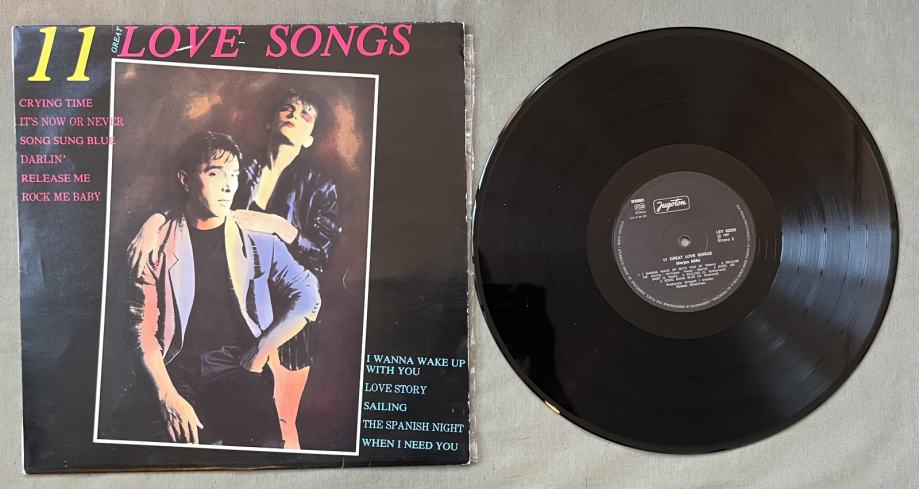 11 GREAT LOVE SONGS
CRYING TIME
IT'S NOW OR NEVER
SONG SUNG BLUE
DARLIN'
RELEASE ME
ROCK ME BABY
I WANNA WAKE UP
WITH YOU
LOVE STORY
SAILING
THE SPANISH NIGHT
WHEN I NEED YOU
STEREO
Jugoton
Strana 2
11 GREAT LOVE SONGS